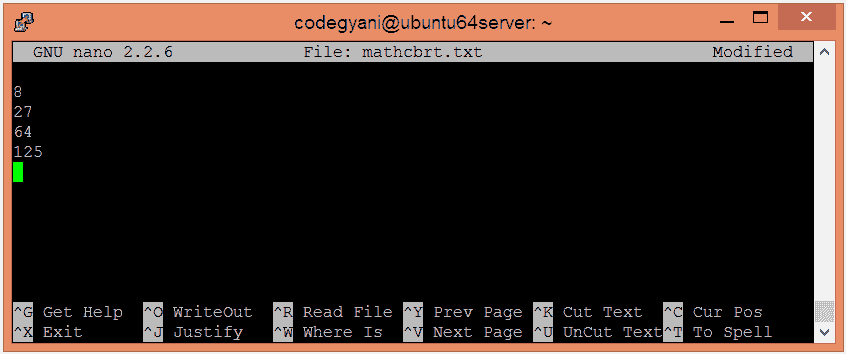 codegyani@ubuntu64server: ~
GNU nano 2.2.6 File: mathcbrt.txt Modified
8
27
64
125
^G Get Help ^O WriteOut ^R Read File ^Y Prev Page ^K Cut Text ^C Cur Pos
^X Exit ^J Justify ^W Where Is ^V Next Page ^U UnCut Text ^T To Spell